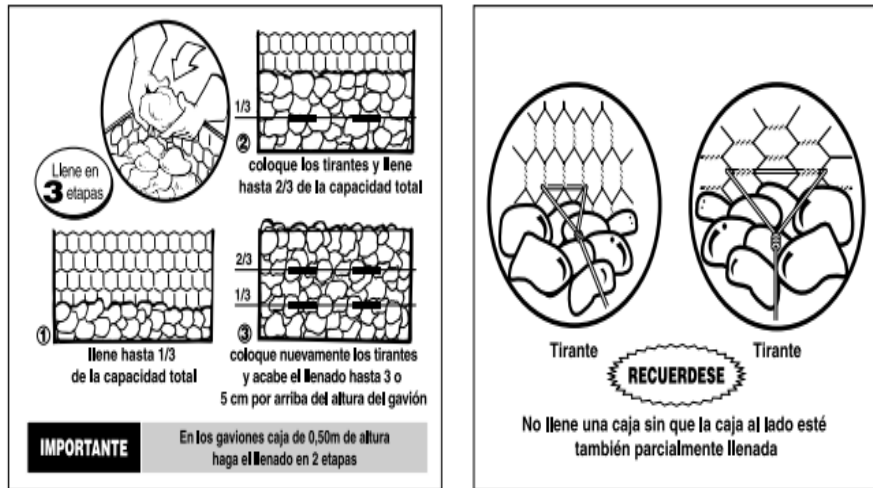 Llene en
3 etapas
1/3
②
coloque los tirantes y llene
hasta 2/3 de la capacidad total
①
llene hasta 1/3
de la capacidad total
2/3
1/3
③
coloque nuevamente los tirantes
y acabe el llenado hasta 3 o
5 cm por arriba del altura del gavión
IMPORTANTE
En los gaviones caja de 0,50m de altura
haga el llenado en 2 etapas
Tirante
Tirante
RECUERDESE
No llene una caja sin que la caja al lado esté
también parcialmente llenada